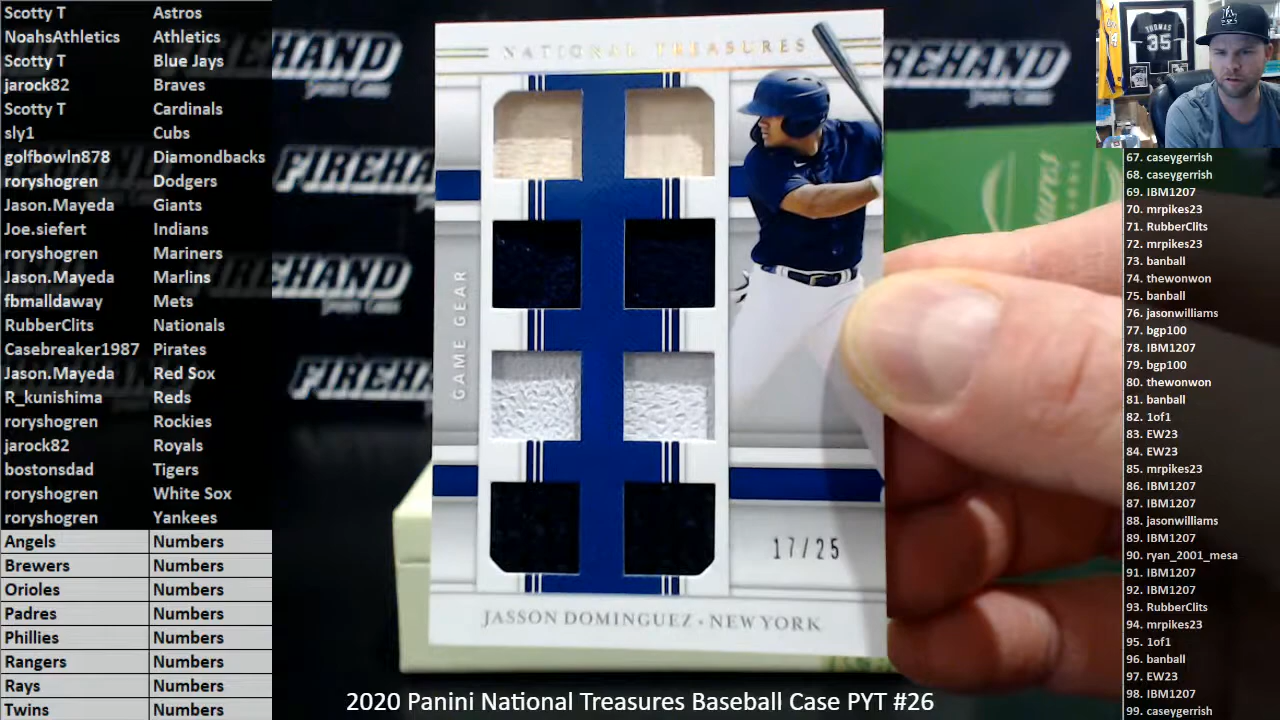 Scotty T Astros
NoahsAthletics Athletics
Scotty T Blue Jays
jarock82 Braves
Scotty T Cardinals
sly1 Cubs
golfbowln878 Diamondbacks
roryshogren Dodgers
Jason.Mayeda Giants
Joe.siefert Indians
roryshogren Mariners
Jason.Mayeda Marlins
fbmalldaway Mets
RubberClits Nationals
Casebreaker1987 Pirates
Jason.Mayeda Red Sox
R_kunishima Reds
roryshogren Rockies
jarock82 Royals
bostonsdad Tigers
roryshogren White Sox
roryshogren Yankees
Angels Numbers
Brewers Numbers
Orioles Numbers
Padres Numbers
Phillies Numbers
Rangers Numbers
Rays Numbers
Twins Numbers
NATIONAL TREASURES
GAME GEAR
17/25
JASSON DOMINGUEZ • NEW YORK
2020 Panini National Treasures Baseball Case PYT #26
FIREHAND
FIREHAND
FIREHAND
THOMAS
35
67. caseygerrish
68. caseygerrish
69. IBM1207
70. mrpikes23
71. RubberClits
72. mrpikes23
73. banball
74. thewonwon
75. banball
76. jasonwilliams
77. bgp100
78. IBM1207
79. bgp100
80. thewonwon
81. banball
82. 1of1
83. EW23
84. EW23
85. mrpikes23
86. IBM1207
87. IBM1207
88. jasonwilliams
89. IBM1207
90. ryan_2001_mesa
91. IBM1207
92. IBM1207
93. RubberClits
94. mrpikes23
95. 1of1
96. banball
97. EW23
98. IBM1207
99. caseygerrish